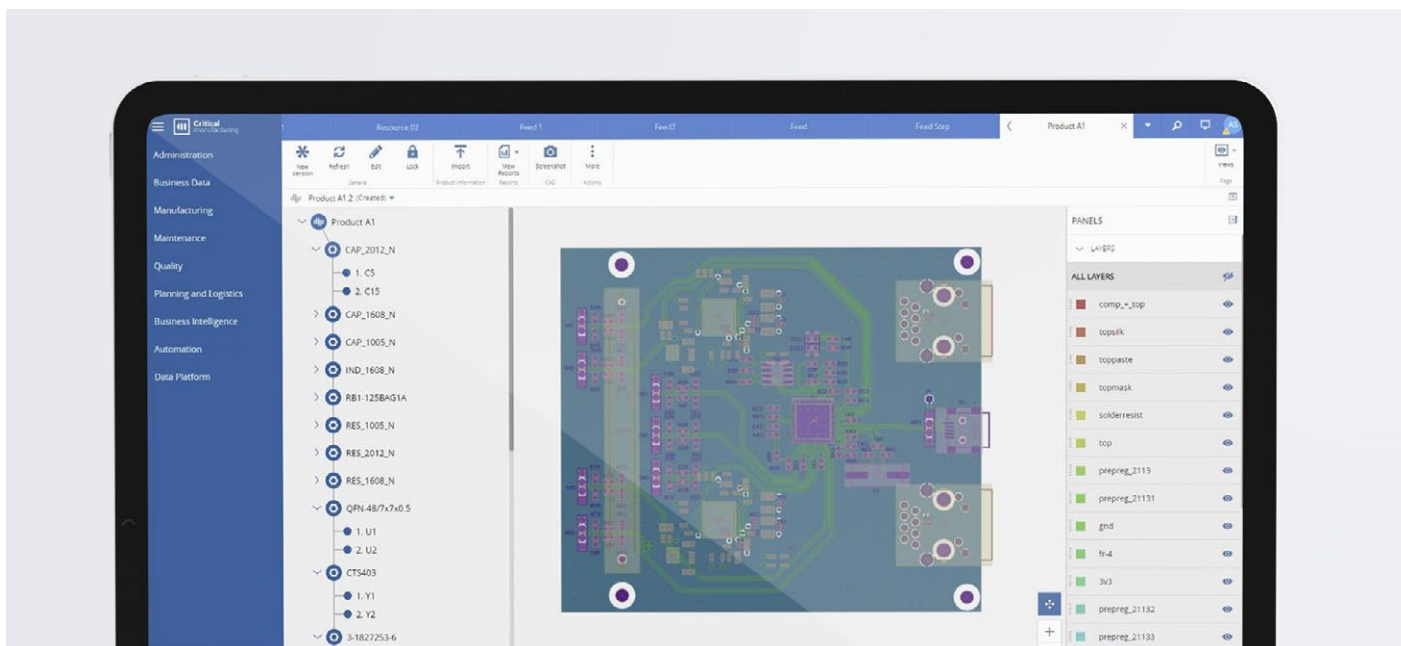 Critical
manufacturing
Resource 02
Feed 1
Feed2
Feed
Feed Step
Product A1
AS
Administration
Business Data
Manufacturing
Maintenance
Quality
Planning and Logistics
Business Intelligence
Automation
Data Platform
New
Version
Refresh
Edit
Lock
Import
View
Reports
Screenshot
More
Views
General
Product Information
Reports
CAD
Actions
Page
Product A1.2 (Created)
Product A1
CAP_2012_N
1. C5
2. C15
CAP_1608_N
CAP_1005_N
IND_1608_N
RB1-125BAG1A
RES_1005_N
RES_2012_N
RES_1608_N
QFN-48/7x7x0.5
1. U1
2. U2
CTS403
1. Y1
2. Y2
3-1827253-6
PANELS
LAYERS
ALL LAYERS
comp_+_top
topsilk
toppaste
topmask
solderresist
top
prepreg_2113
prepreg_21131
gnd
fr-4
3v3
prepreg_21132
prepreg_21133